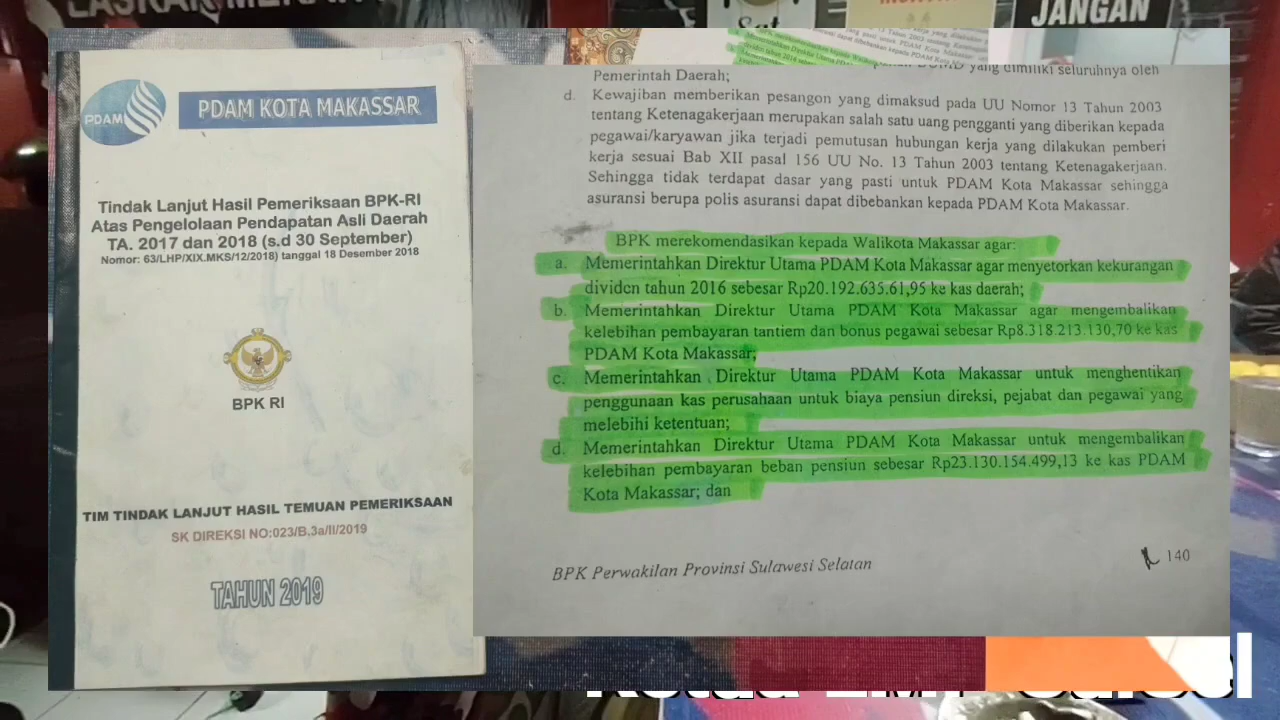 LASKAR MERAH
JANGAN
PDAM
PDAM KOTA MAKASSAR
Tindak Lanjut Hasil Pemeriksaan BPK-RI
Atas Pengelolaan Pendapatan Asli Daerah
TA. 2017 dan 2018 (s.d 30 September)
Nomor: 63/LHP/XIX.MKS/12/2018) tanggal 18 Desember 2018
BPK RI
TIM TINDAK LANJUT HASIL TEMUAN PEMERIKSAAN
SK DIREKSI NO:023/B,3a/II/2019
TAHUN 2019
BUMD yang dimiliki seluruhnya oleh
Pemerintah Daerah;
d. Kewajiban memberikan pesangon yang dimaksud pada UU Nomor 13 Tahun 2003
tentang Ketenagakerjaan merupakan salah satu uang pengganti yang diberikan kepada
pegawai/karyawan jika terjadi pemutusan hubungan kerja yang dilakukan pemberi
kerja sesuai Bab XII pasal 156 UU No. 13 Tahun 2003 tentang Ketenagakerjaan.
Sehingga tidak terdapat dasar yang pasti untuk PDAM Kota Makassar sehingga
asuransi berupa polis asuransi dapat dibebankan kepada PDAM Kota Makassar.
BPK merekomendasikan kepada Walikota Makassar agar:
a. Memerintahkan Direktur Utama PDAM Kota Makassar agar menyetorkan kekurangan
dividen tahun 2016 sebesar Rp20.192.635.61,95 ke kas daerah;
b. Memerintahkan Direktur Utama PDAM Kota Makassar agar mengembalikan
kelebihan pembayaran tantiem dan bonus pegawai sebesar Rp8.318.213.130,70 ke kas
PDAM Kota Makassar;
c. Memerintahkan Direktur Utama PDAM Kota Makassar untuk menghentikan
penggunaan kas perusahaan untuk biaya pensiun direksi, pejabat dan pegawai yang
melebihi ketentuan;
d. Memerintahkan Direktur Utama PDAM Kota Makassar untuk mengembalikan
kelebihan pembayaran beban pensiun sebesar Rp23.130.154.499,13 ke kas PDAM
Kota Makassar; dan
BPK Perwakilan Provinsi Sulawesi Selatan
140